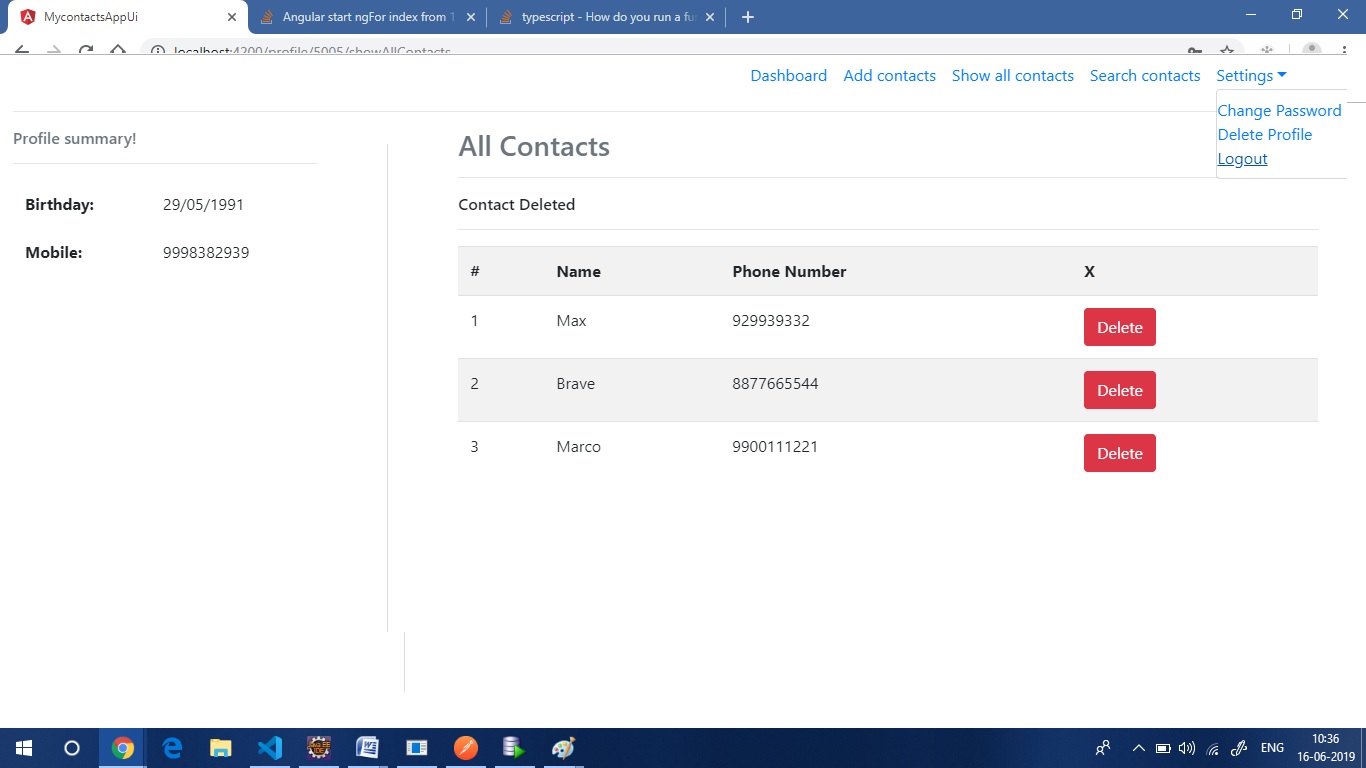 MycontactsAppUi
Angular start ngFor index from 1
typescript - How do you run a fu
localhost:4200/profile/5005/showAllContacts
Dashboard Add contacts Show all contacts Search contacts Settings
Change Password
Delete Profile
Logout
Profile summary!
Birthday: 29/05/1991
Mobile: 9998382939
All Contacts
Contact Deleted
# Name Phone Number X
1 Max 929939332 Delete
2 Brave 8877665544 Delete
3 Marco 9900111221 Delete
ENG
10:36
16-06-2019